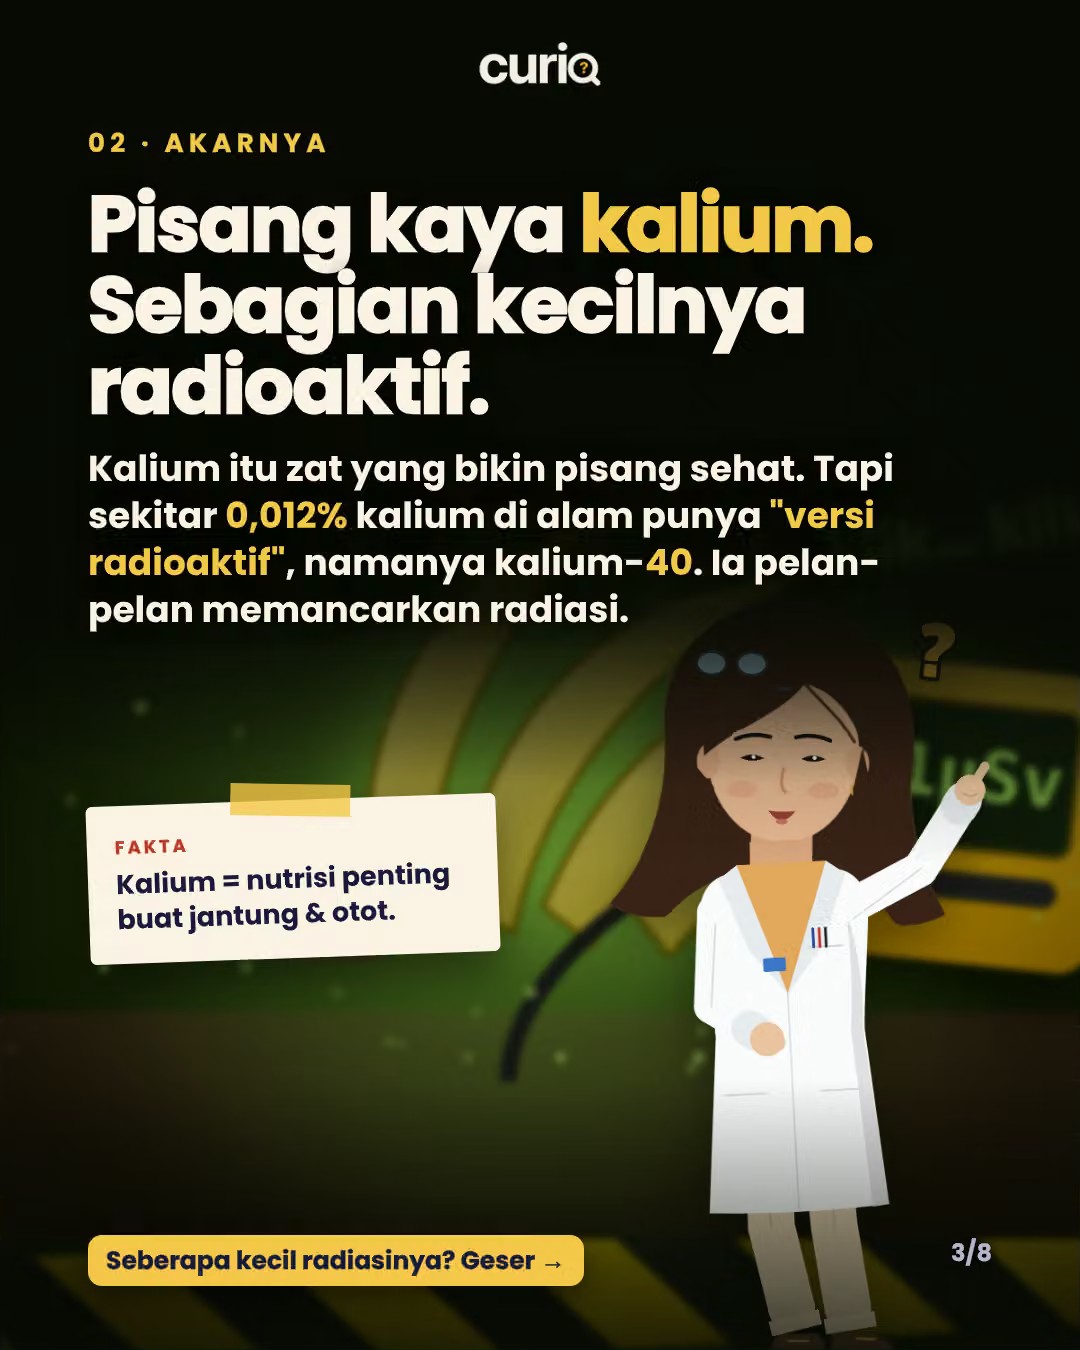 curiQ
02 · AKARNYA
Pisang kaya kalium.
Sebagian kecilnya
radioaktif.
Kalium itu zat yang bikin pisang sehat. Tapi
sekitar 0,012% kalium di alam punya "versi
radioaktif", namanya kalium-40. Ia pelan-
pelan memancarkan radiasi.
?
1µSv
FAKTA
Kalium = nutrisi penting
buat jantung & otot.
Seberapa kecil radiasinya? Geser →
3/8